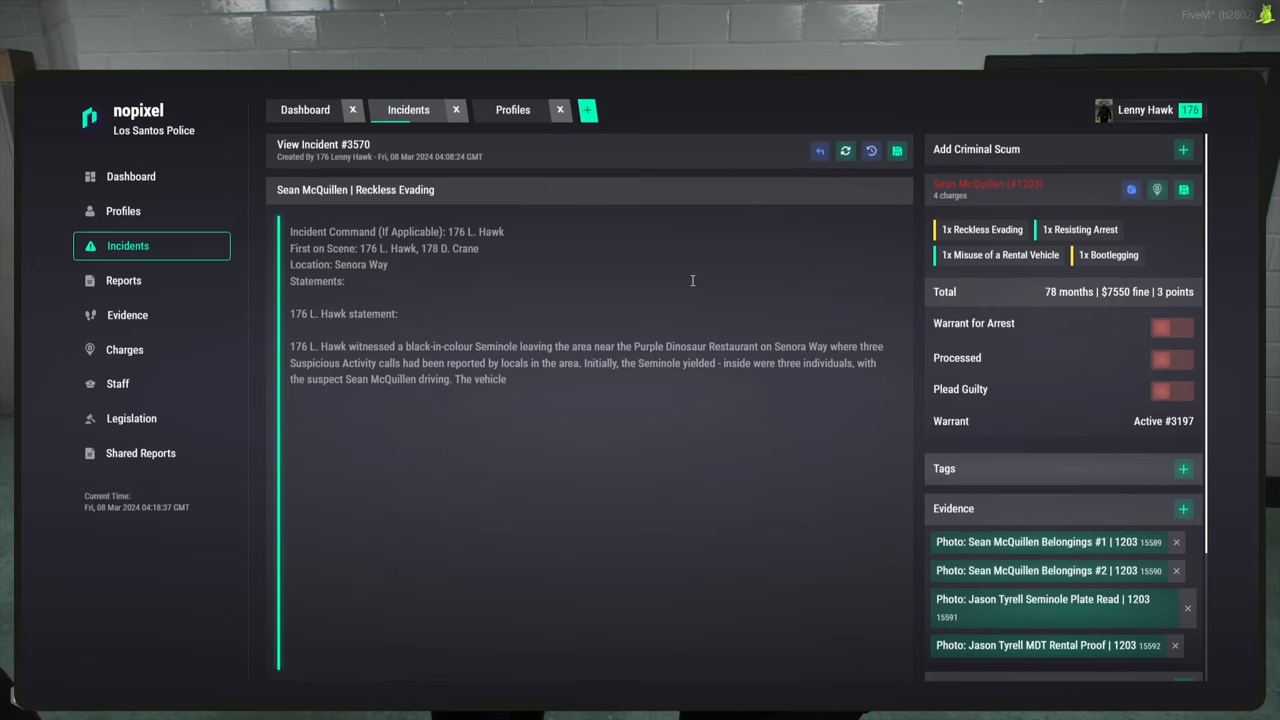 FiveM* (b2802)
nopixel
Los Santos Police
Dashboard
Profiles
Incidents
Reports
Evidence
Charges
Staff
Legislation
Shared Reports
Current Time:
Fri, 08 Mar 2024 04:18:37 GMT
Dashboard x Incidents x Profiles x +
Lenny Hawk 176
View Incident #3570
Created By 176 Lenny Hawk · Fri, 08 Mar 2024 04:08:24 GMT
Sean McQuillen | Reckless Evading
Incident Command (If Applicable): 176 L. Hawk
First on Scene: 176 L. Hawk, 178 D. Crane
Location: Senora Way
Statements:
176 L. Hawk statement:
176 L. Hawk witnessed a black-in-colour Seminole leaving the area near the Purple Dinosaur Restaurant on Senora Way where three
Suspicious Activity calls had been reported by locals in the area. Initially, the Seminole yielded - inside were three individuals, with
the suspect Sean McQuillen driving. The vehicle
Add Criminal Scum +
Sean McQuillen (#1203)
4 charges
1x Reckless Evading 1x Resisting Arrest
1x Misuse of a Rental Vehicle 1x Bootlegging
Total 78 months | $7550 fine | 3 points
Warrant for Arrest
Processed
Plead Guilty
Warrant Active #3197
Tags +
Evidence +
Photo: Sean McQuillen Belongings #1 | 1203 15589 x
Photo: Sean McQuillen Belongings #2 | 1203 15590 x
Photo: Jason Tyrell Seminole Plate Read | 1203 x
15591
Photo: Jason Tyrell MDT Rental Proof | 1203 15592 x